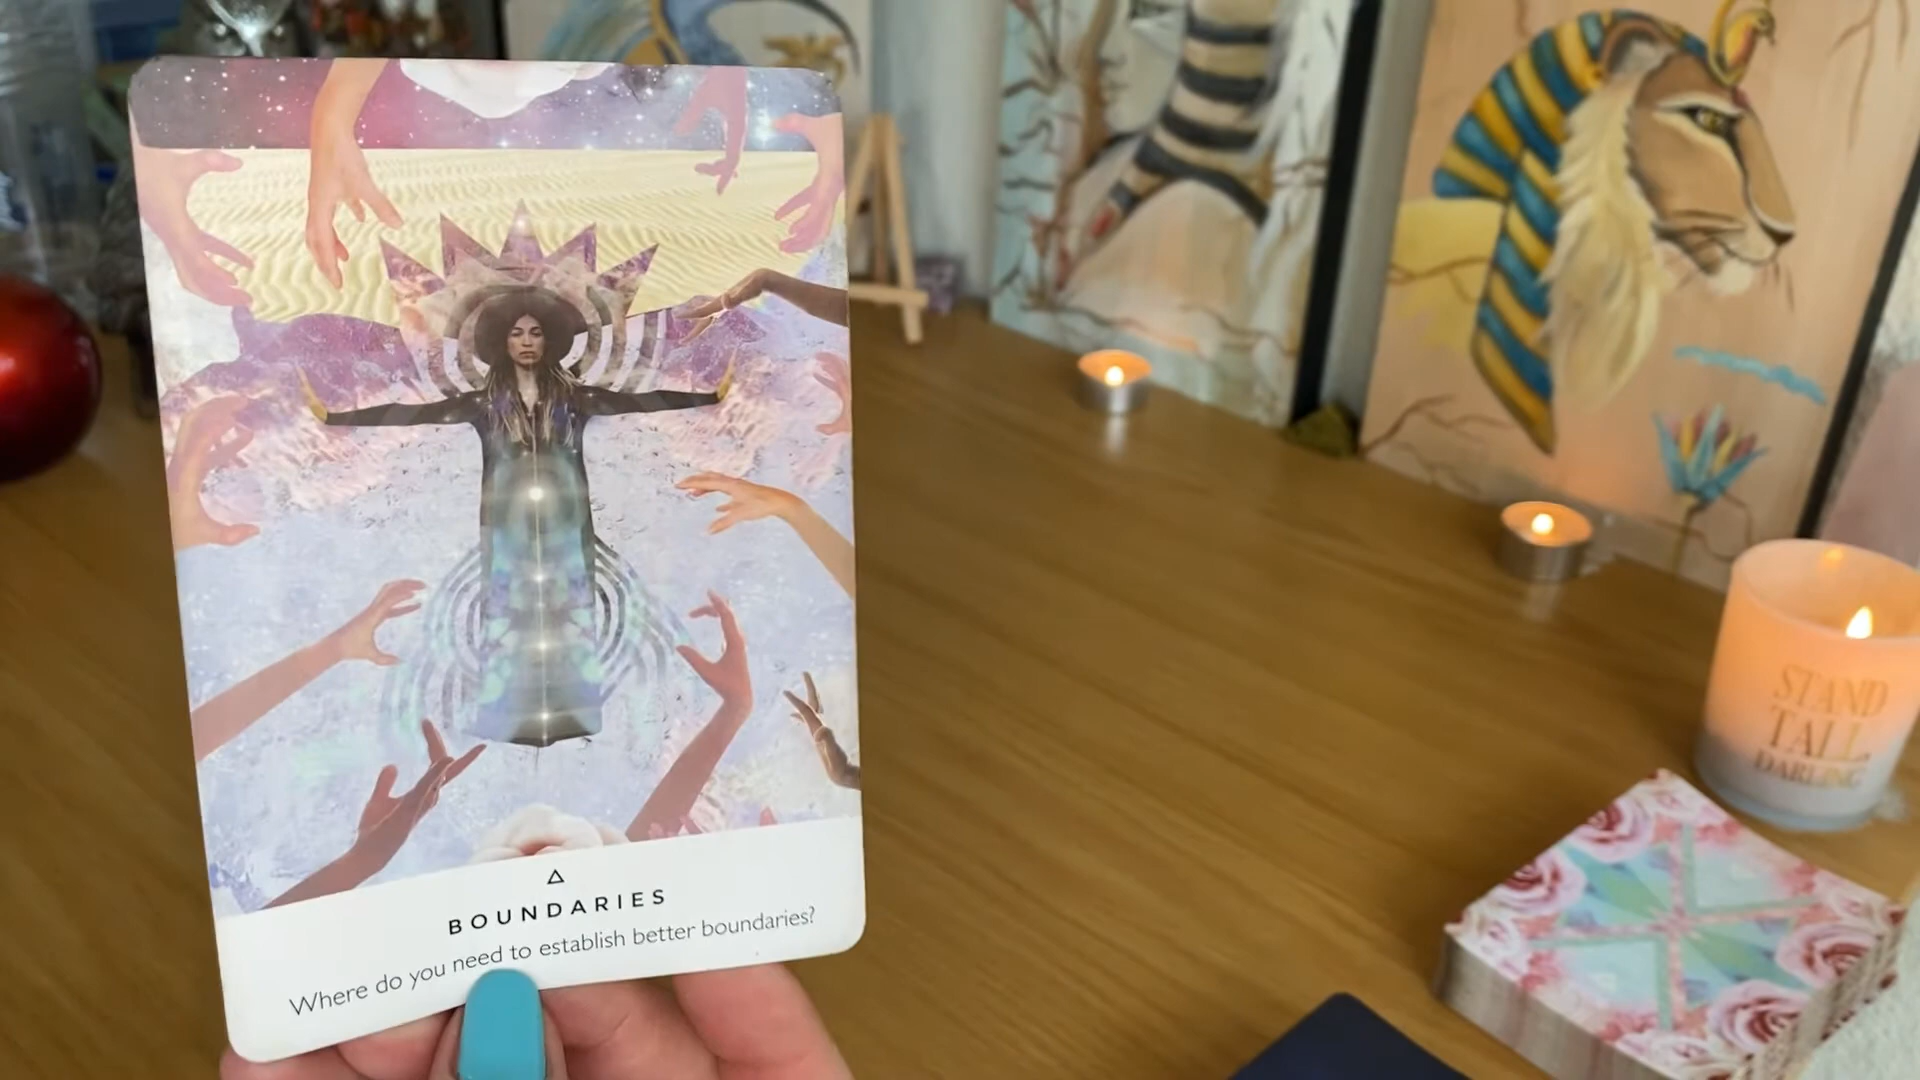 BOUNDARIES
Where do you need to establish better boundaries?
STAND
TALL
DARLING